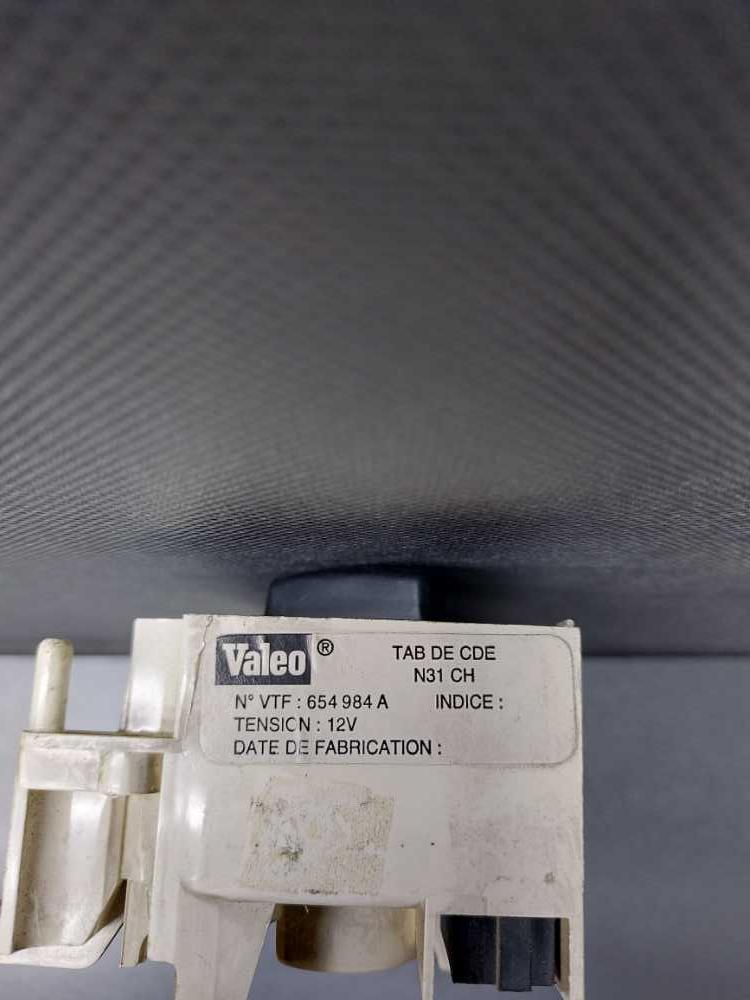 Valeo ® TAB DE CDE
N31 CH
N° VTF : 654 984 A INDICE :
TENSION : 12V
DATE DE FABRICATION :